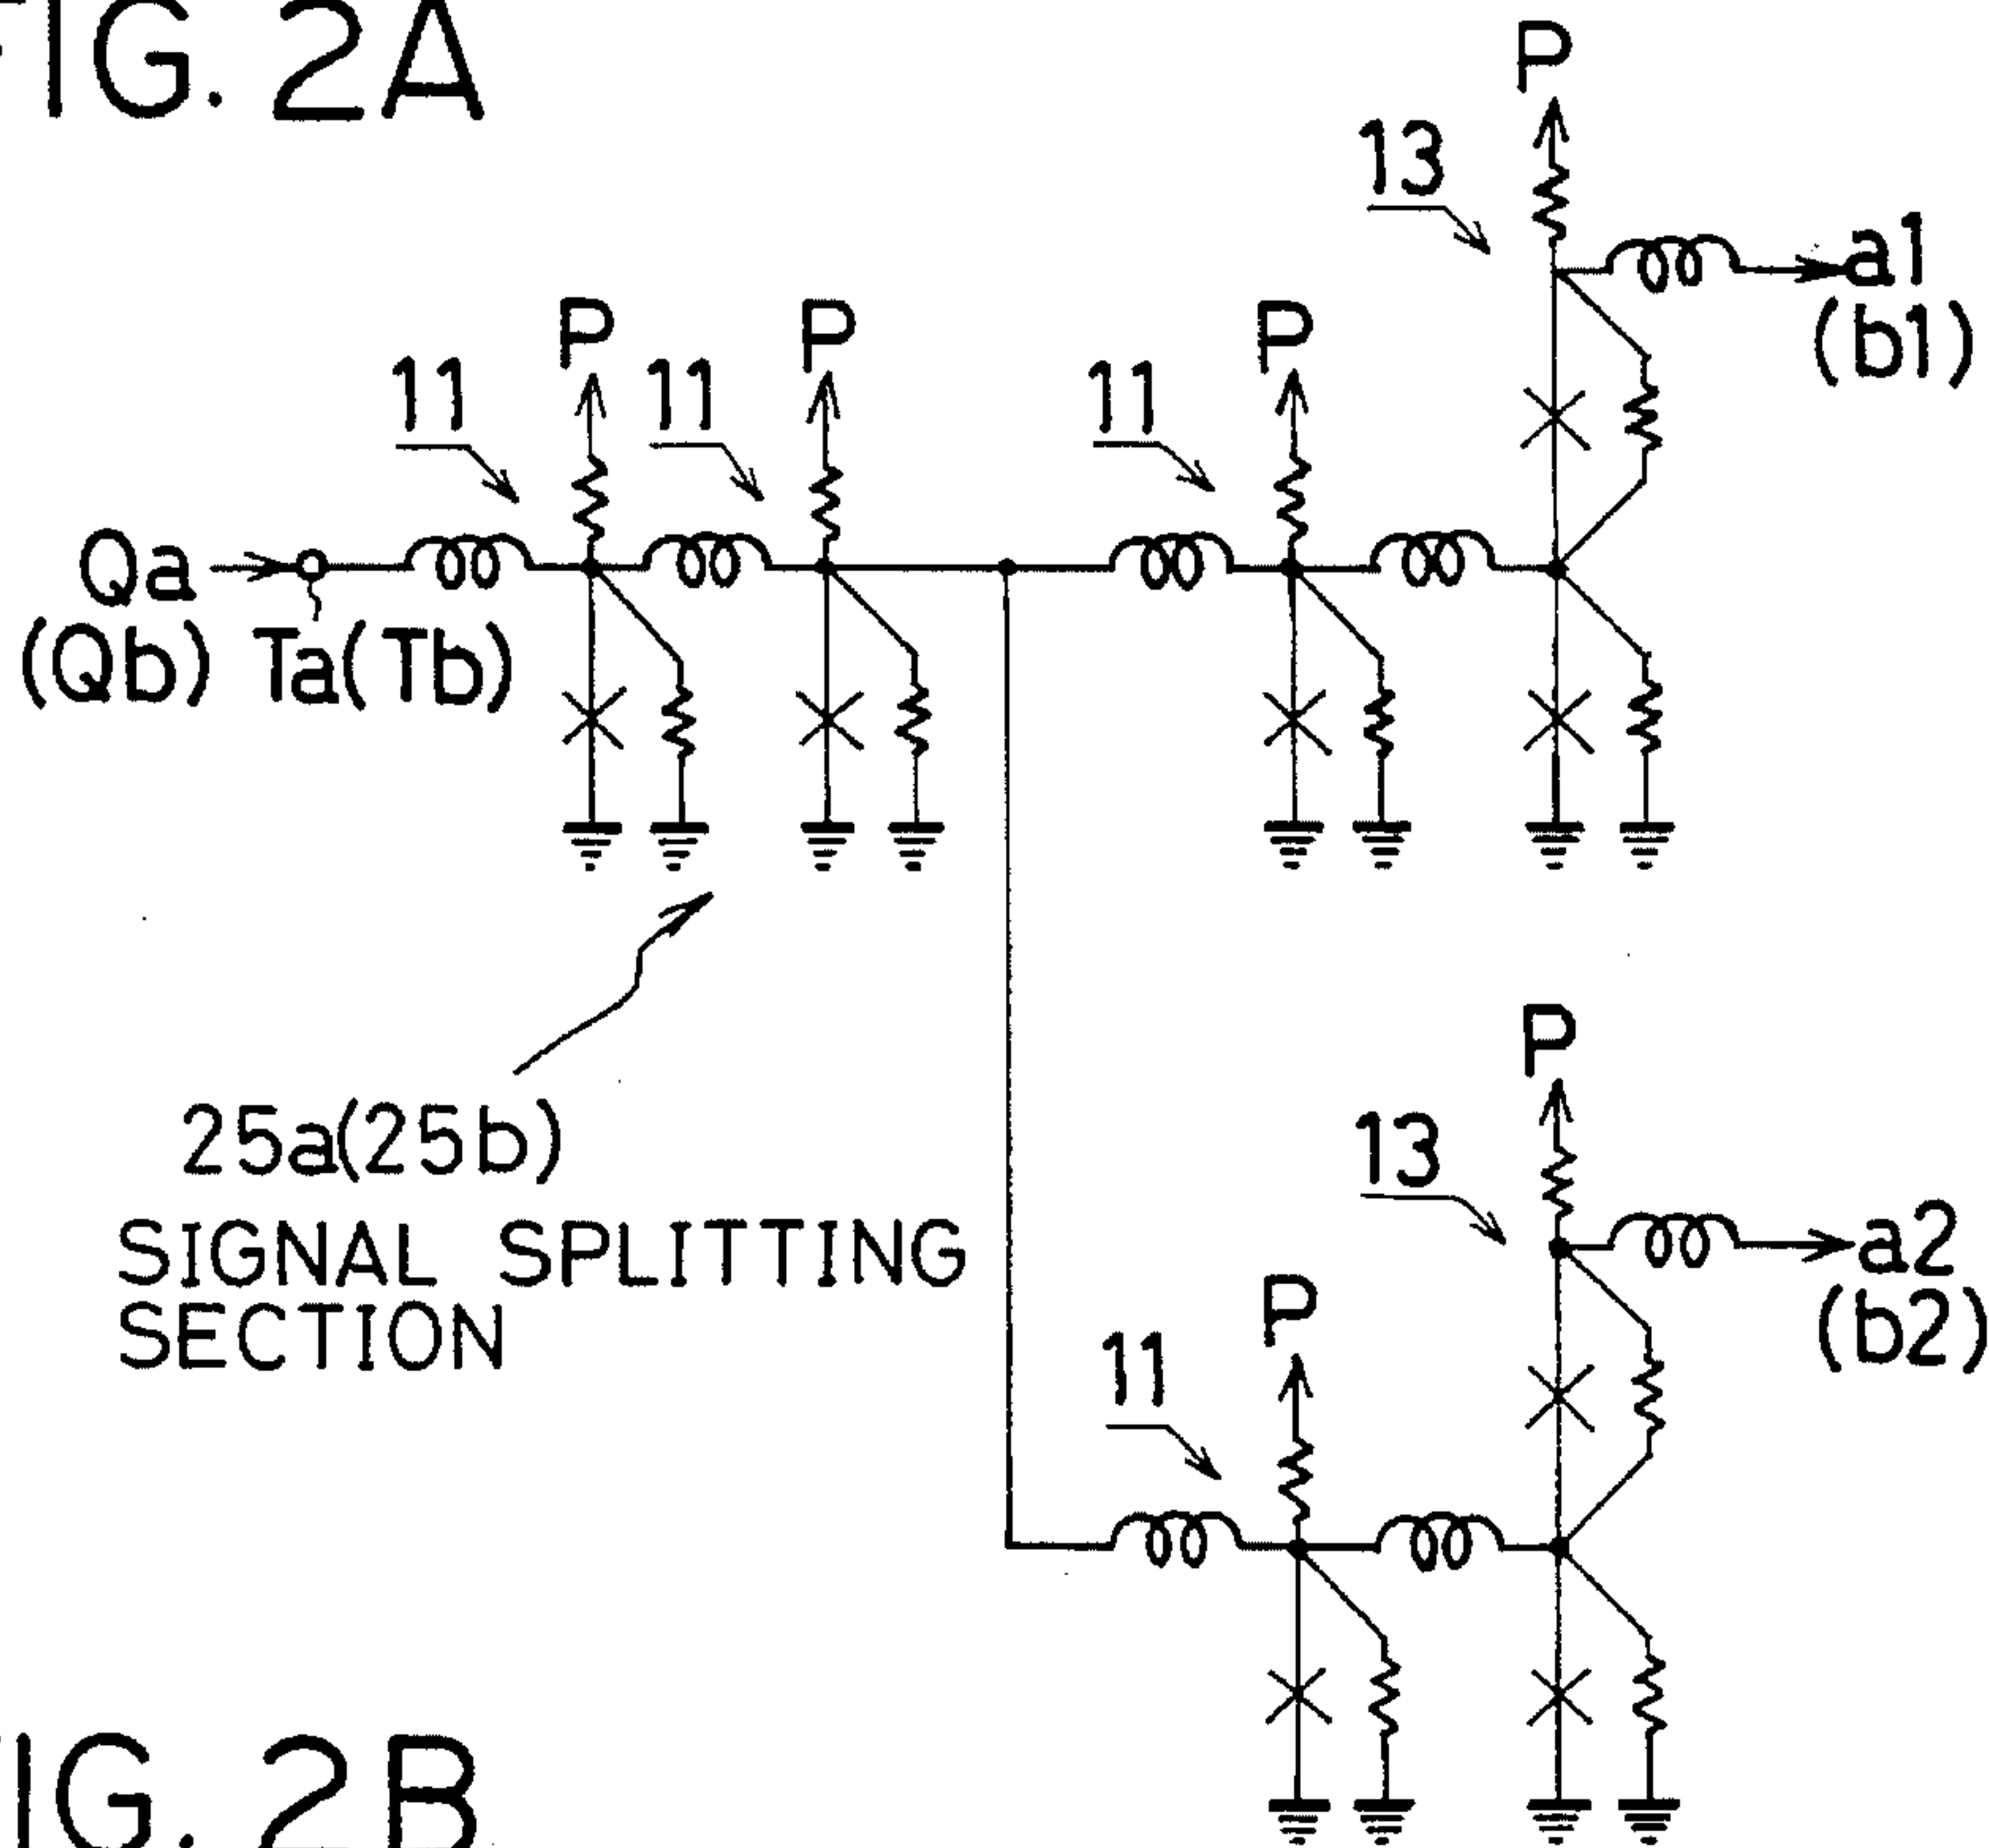 FIG. 2A
P
13
a1
(b1)
P
P
P
11
11
11
Qa
(Qb)
Ta(Tb)
25a(25b)
SIGNAL SPLITTING
SECTION
P
13
a2
(b2)
P
11
FIG. 2B